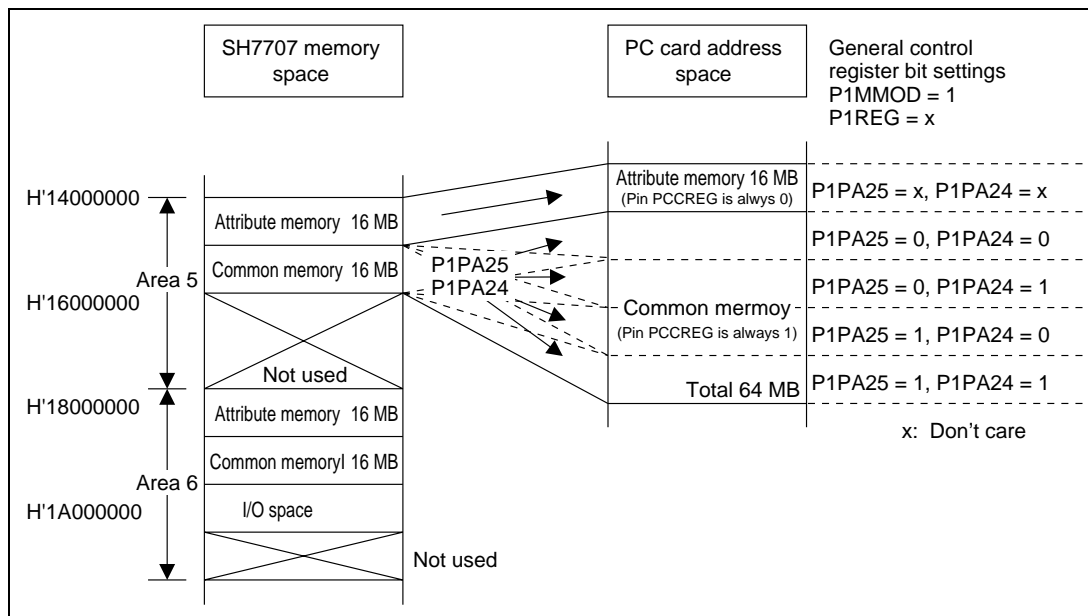 SH7707 memory
space
PC card address
space
General control
register bit settings
P1MMOD = 1
P1REG = x
H'14000000
Attribute memory 16 MB
Attribute memory 16 MB
(Pin PCCREG is alwys 0)
P1PA25 = x, P1PA24 = x
Area 5
Common memory 16 MB
P1PA25
P1PA24
P1PA25 = 0, P1PA24 = 0
H'16000000
P1PA25 = 0, P1PA24 = 1
Common mermoy
(Pin PCCREG is always 1)
P1PA25 = 1, P1PA24 = 0
Not used
Total 64 MB
P1PA25 = 1, P1PA24 = 1
H'18000000
Attribute memory 16 MB
x: Don't care
Area 6
Common memoryl 16 MB
H'1A000000
I/O space
Not used